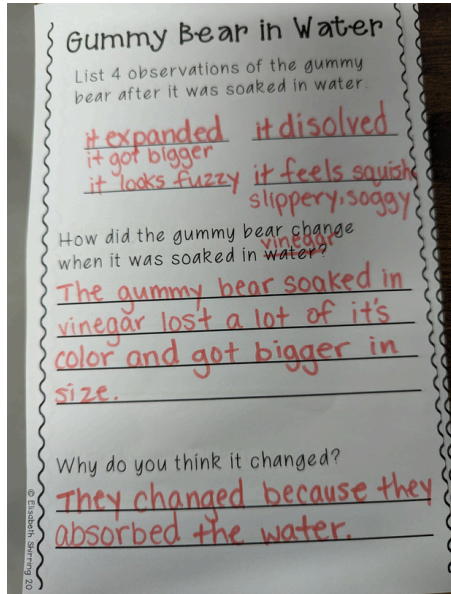 Gummy Bear in Water
List 4 observations of the gummy
bear after it was soaked in water.
it expanded
it got bigger
it disolved
it looks fuzzy
it feels squish
slippery, soggy
How did the gummy bear change
vinegar
when it was soaked in water?
The gummy bear soaked in
vinegar lost a lot of it's
color and got bigger in
size.
Why do you think it changed?
They changed because they
absorbed the water.
© Elisabeth Shirring 20